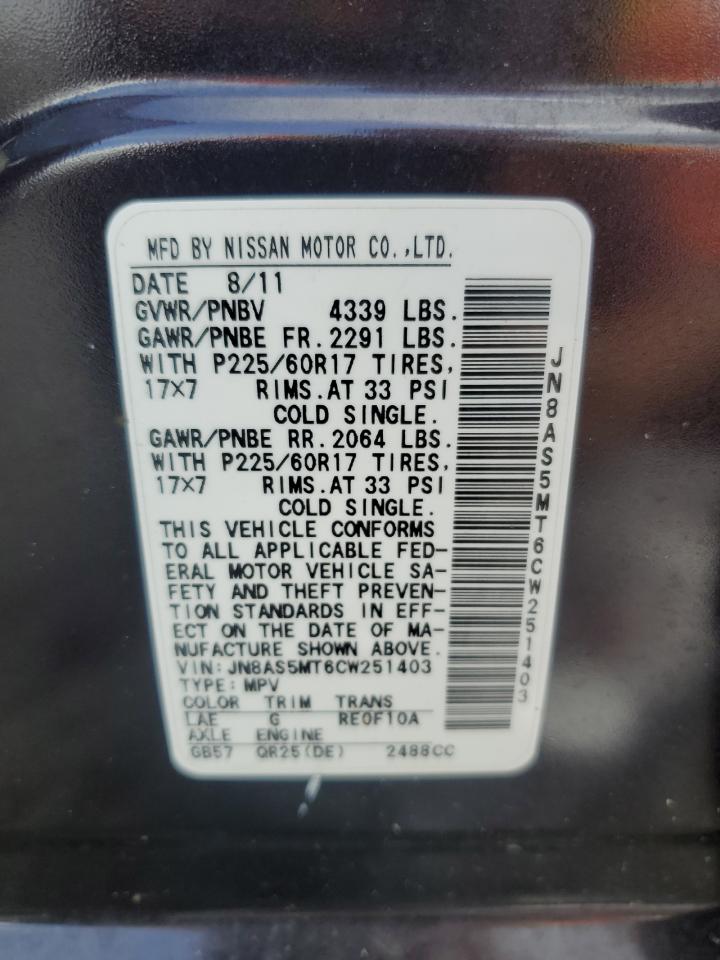 MFD BY NISSAN MOTOR CO.,LTD.
DATE 8/11
GVWR/PNBV 4339 LBS.
GAWR/PNBE FR.2291 LBS.
WITH P225/60R17 TIRES,
17X7 RIMS.AT 33 PSI
COLD SINGLE.
GAWR/PNBE RR.2064 LBS.
WITH P225/60R17 TIRES,
17X7 RIMS.AT 33 PSI
COLD SINGLE.
THIS VEHICLE CONFORMS
TO ALL APPLICABLE FED-
ERAL MOTOR VEHICLE SA-
FETY AND THEFT PREVEN-
TION STANDARDS IN EFF-
ECT ON THE DATE OF MA-
NUFACTURE SHOWN ABOVE.
VIN:JN8AS5MT6CW251403
TYPE:MPV
COLOR TRIM TRANS
LAE G RE0F10A
AXLE ENGINE
GB57 QR25(DE) 2488CC
JN8AS5MT6CW251403